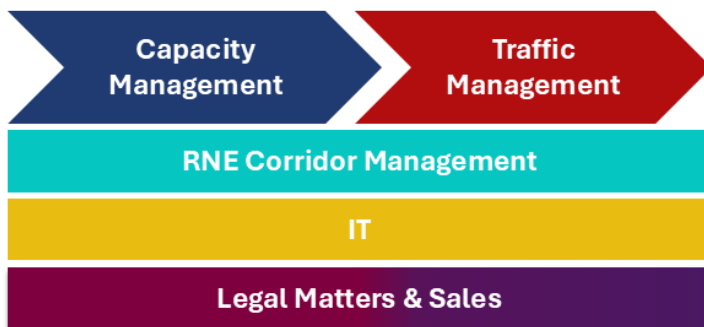 Capacity
Management
Traffic
Management
RNE Corridor Management
IT
Legal Matters & Sales